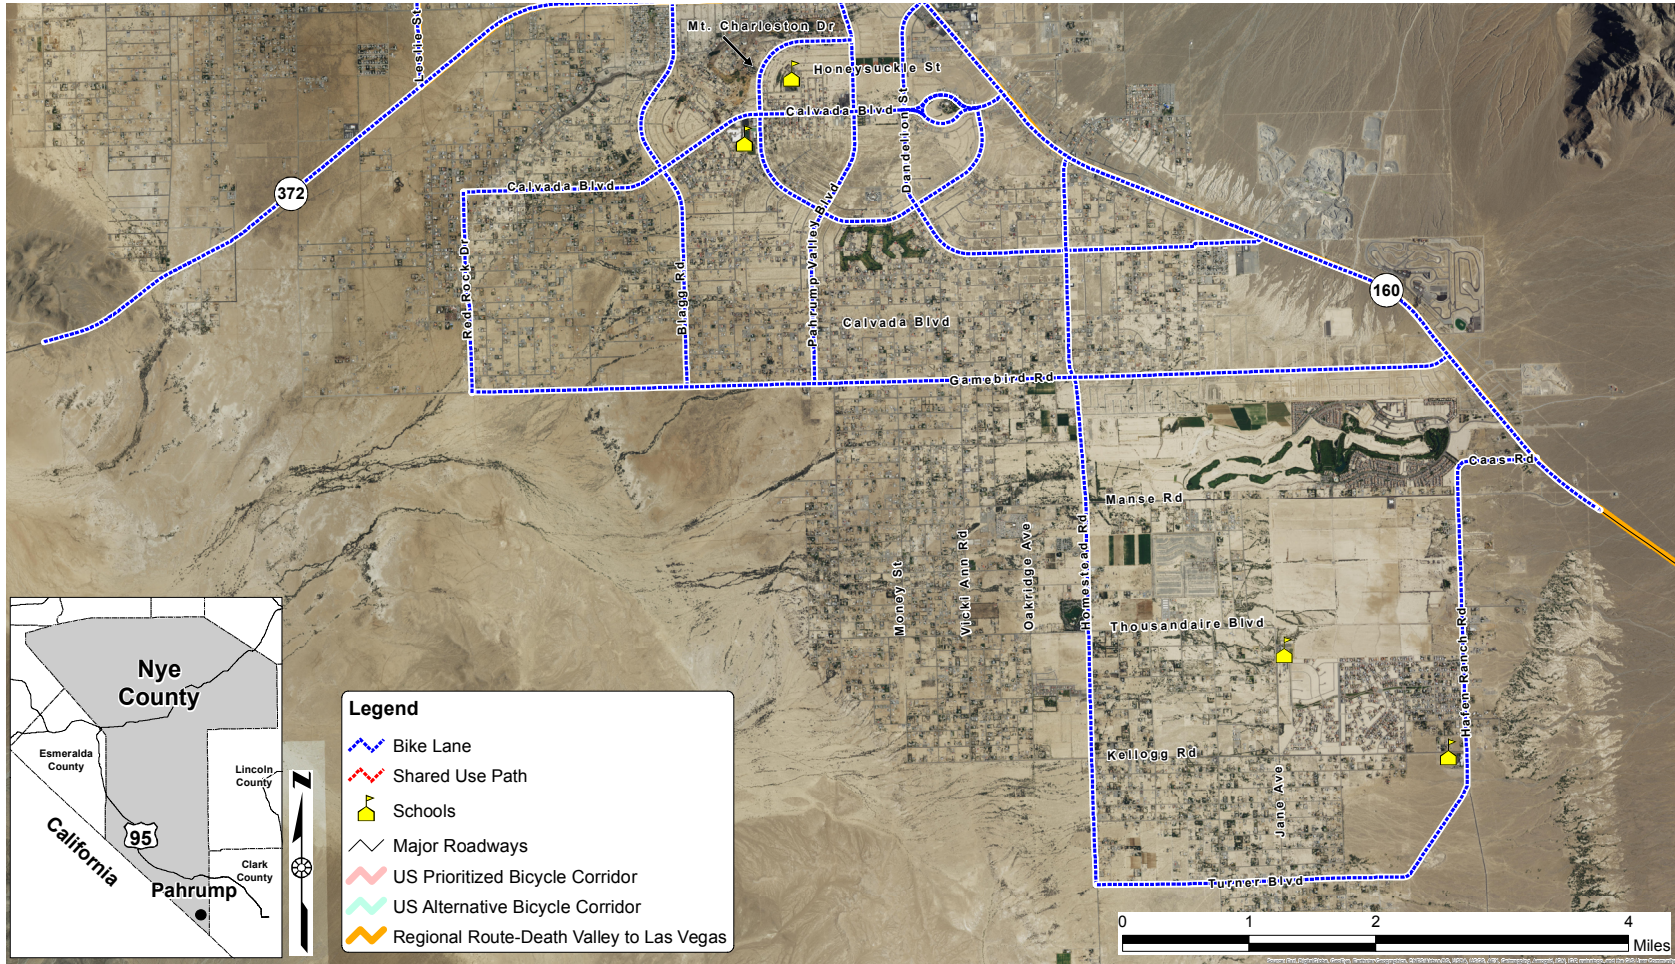 Leslie St
Mt. Charleston Dr
Honeysuckle St
Calvada Blvd
Dandelion St
372
Calvada Blvd
Red Rock Dr
Blagg Rd
Pahrump Valley Blvd
160
Calvada Blvd
Gamebird Rd
Caas Rd
Manse Rd
Money St
Vicki Ann Rd
Oakridge Ave
Homestead Rd
Thousandaire Blvd
Hafen Ranch Rd
Kellogg Rd
Jane Ave
Turner Blvd
Nye
County
Esmeralda
County
Lincoln
County
95
California
Clark
County
Pahrump
N
Legend
Bike Lane
Shared Use Path
Schools
Major Roadways
US Prioritized Bicycle Corridor
US Alternative Bicycle Corridor
Regional Route-Death Valley to Las Vegas
0 1 2 4
Miles